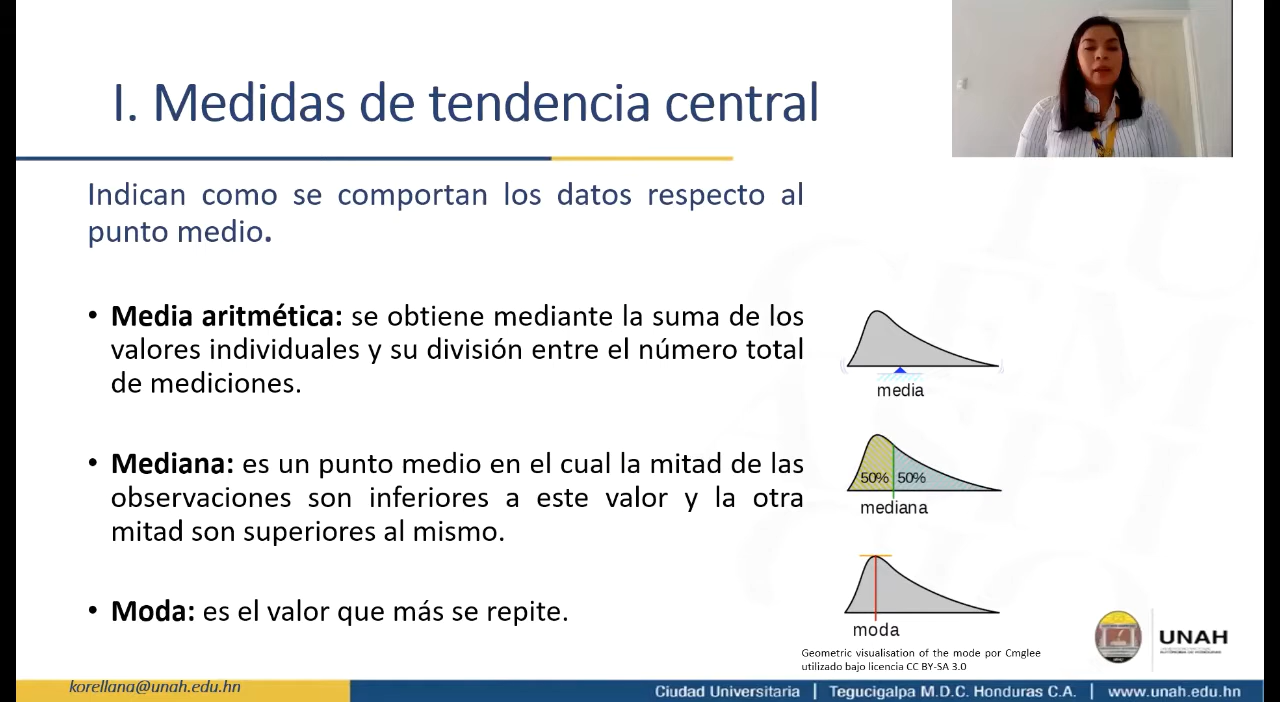 I. Medidas de tendencia central
Indican como se comportan los datos respecto al
punto medio.
• Media aritmética: se obtiene mediante la suma de los
valores individuales y su división entre el número total
de mediciones.
• Mediana: es un punto medio en el cual la mitad de las
observaciones son inferiores a este valor y la otra
mitad son superiores al mismo.
• Moda: es el valor que más se repite.
media
50% 50%
mediana
moda
Geometric visualisation of the mode por Cmglee
utilizado bajo licencia CC BY-SA 3.0
UNAH
korellana@unah.edu.hn
Ciudad Universitaria | Tegucigalpa M.D.C. Honduras C.A. | www.unah.edu.hn